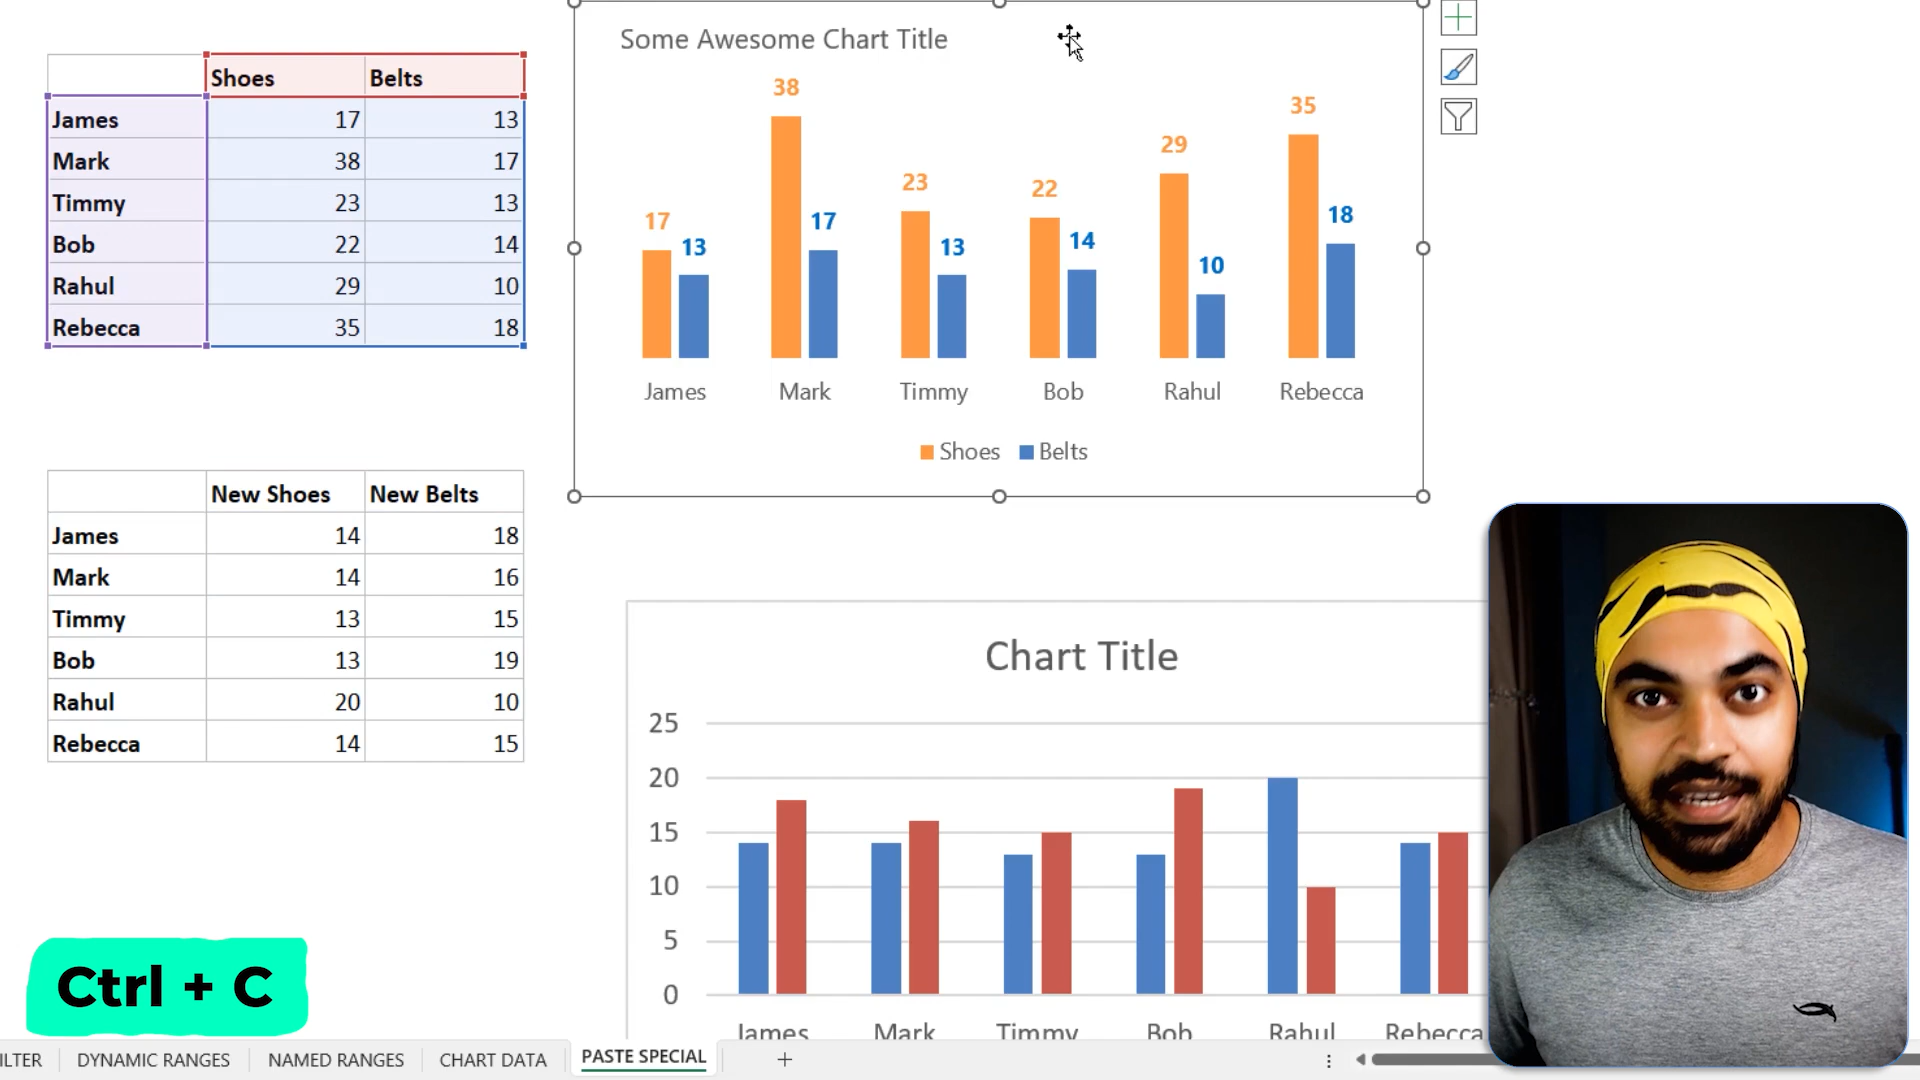 Shoes Belts
James 17 13
Mark 38 17
Timmy 23 13
Bob 22 14
Rahul 29 10
Rebecca 35 18
Some Awesome Chart Title
38
35
29
23
22
17
17
18
13
13
14
10
James Mark Timmy Bob Rahul Rebecca
Shoes Belts
New Shoes New Belts
James 14 18
Mark 14 16
Timmy 13 15
Bob 13 19
Rahul 20 10
Rebecca 14 15
Chart Title
25
20
15
10
5
0
James Mark Timmy Bob Rahul Rebecca
Ctrl + C
ILTER DYNAMIC RANGES NAMED RANGES CHART DATA PASTE SPECIAL